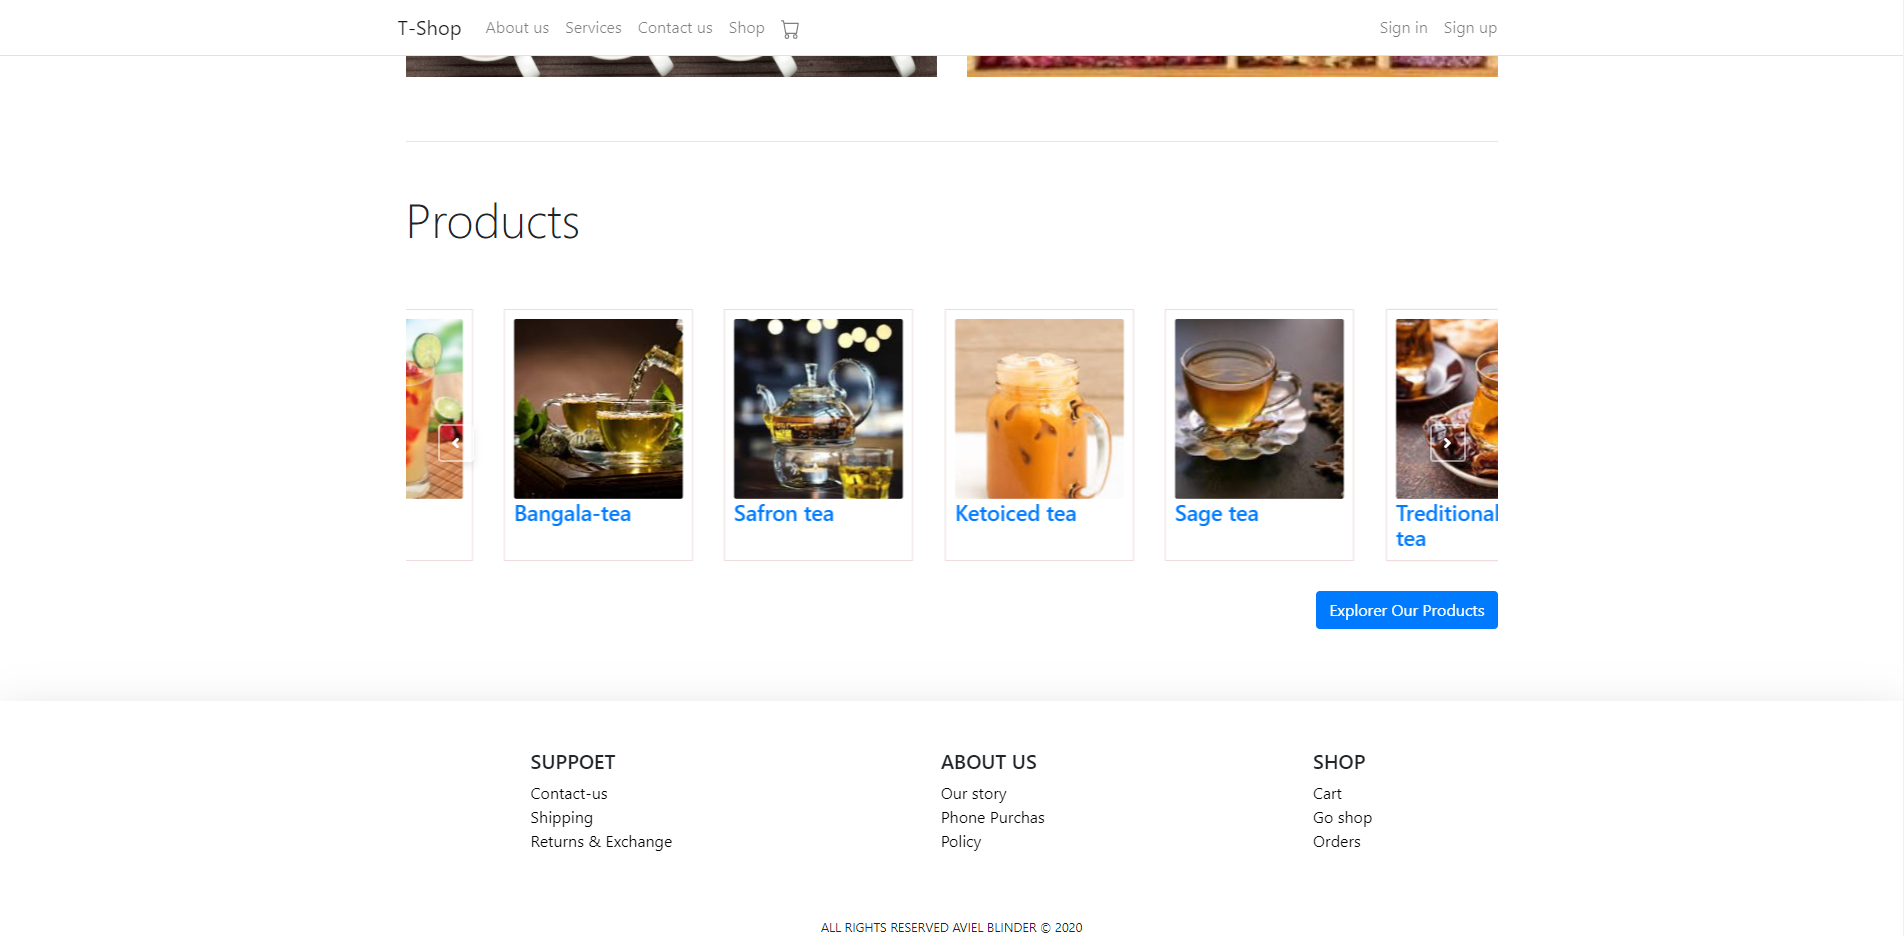 T-Shop About us Services Contact us Shop Sign in Sign up
Products
Bangala-tea Safron tea Ketoiced tea Sage tea Treditional
tea
Explorer Our Products
SUPPOET ABOUT US SHOP
Contact-us Our story Cart
Shipping Phone Purchas Go shop
Returns & Exchange Policy Orders
ALL RIGHTS RESERVED AVIEL BLINDER © 2020